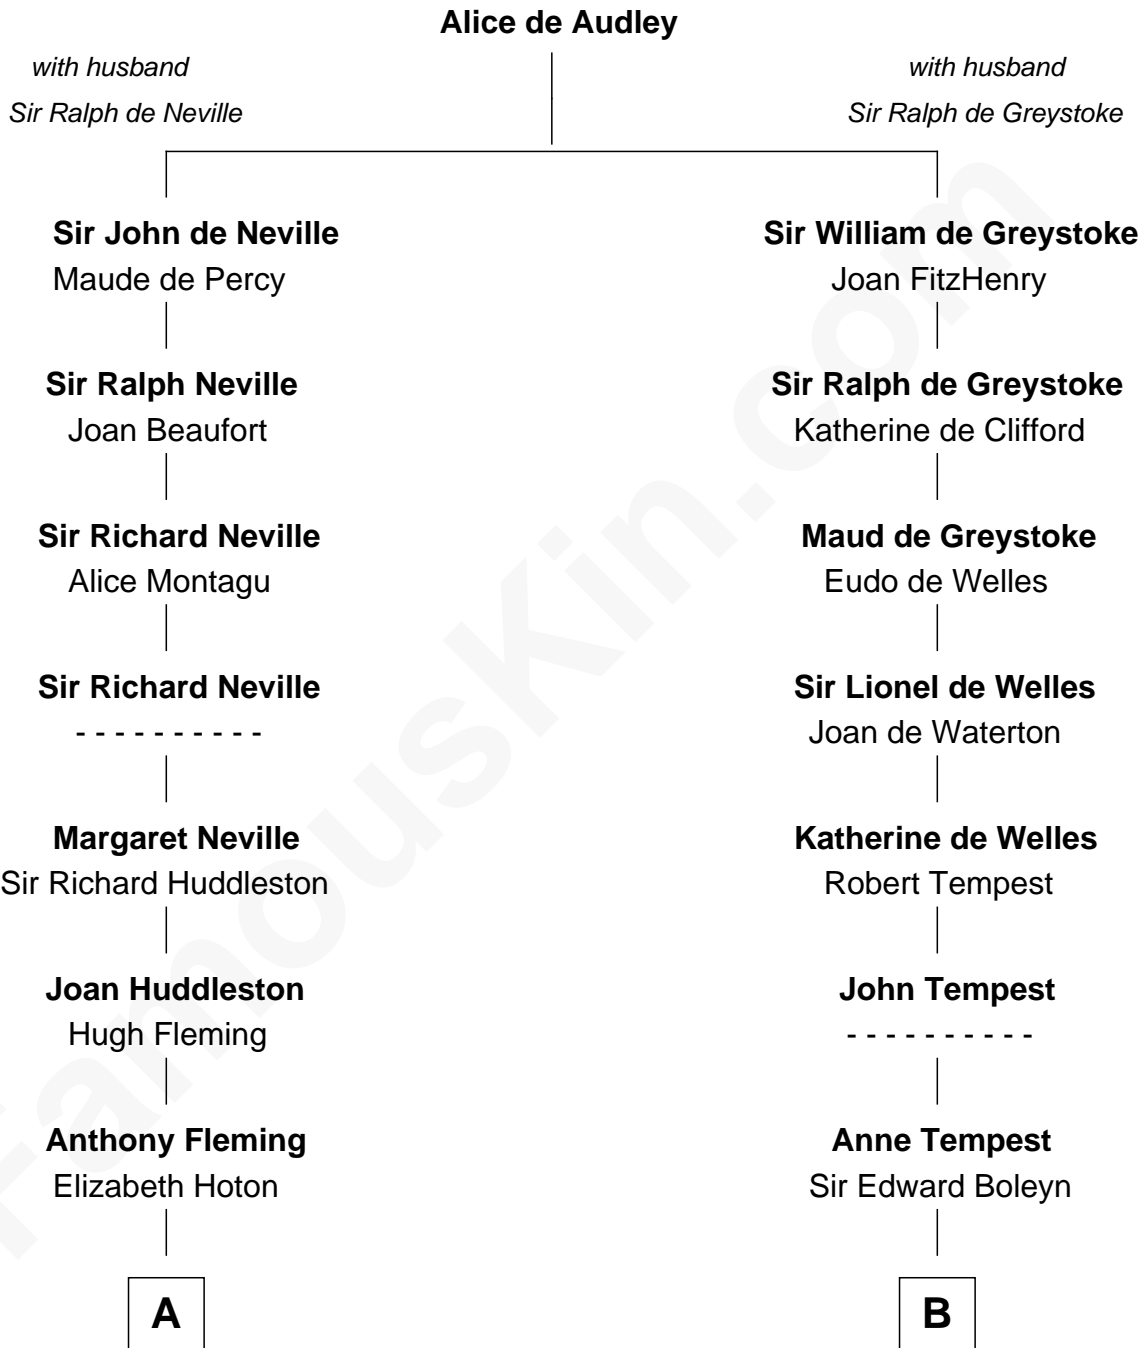 Alice de Audley
with husband
Sir Ralph de Neville
with husband
Sir Ralph de Greystoke
Sir John de Neville
Maude de Percy
Sir William de Greystoke
Joan FitzHenry
Sir Ralph Neville
Joan Beaufort
Sir Ralph de Greystoke
Katherine de Clifford
Sir Richard Neville
Alice Montagu
Maud de Greystoke
Eudo de Welles
Sir Richard Neville
- - - - - - - - - -
Sir Lionel de Welles
Joan de Waterton
Margaret Neville
Sir Richard Huddleston
Katherine de Welles
Robert Tempest
Joan Huddleston
Hugh Fleming
John Tempest
- - - - - - - - - -
Anthony Fleming
Elizabeth Hoton
Anne Tempest
Sir Edward Boleyn
A
B
FamousKin.com